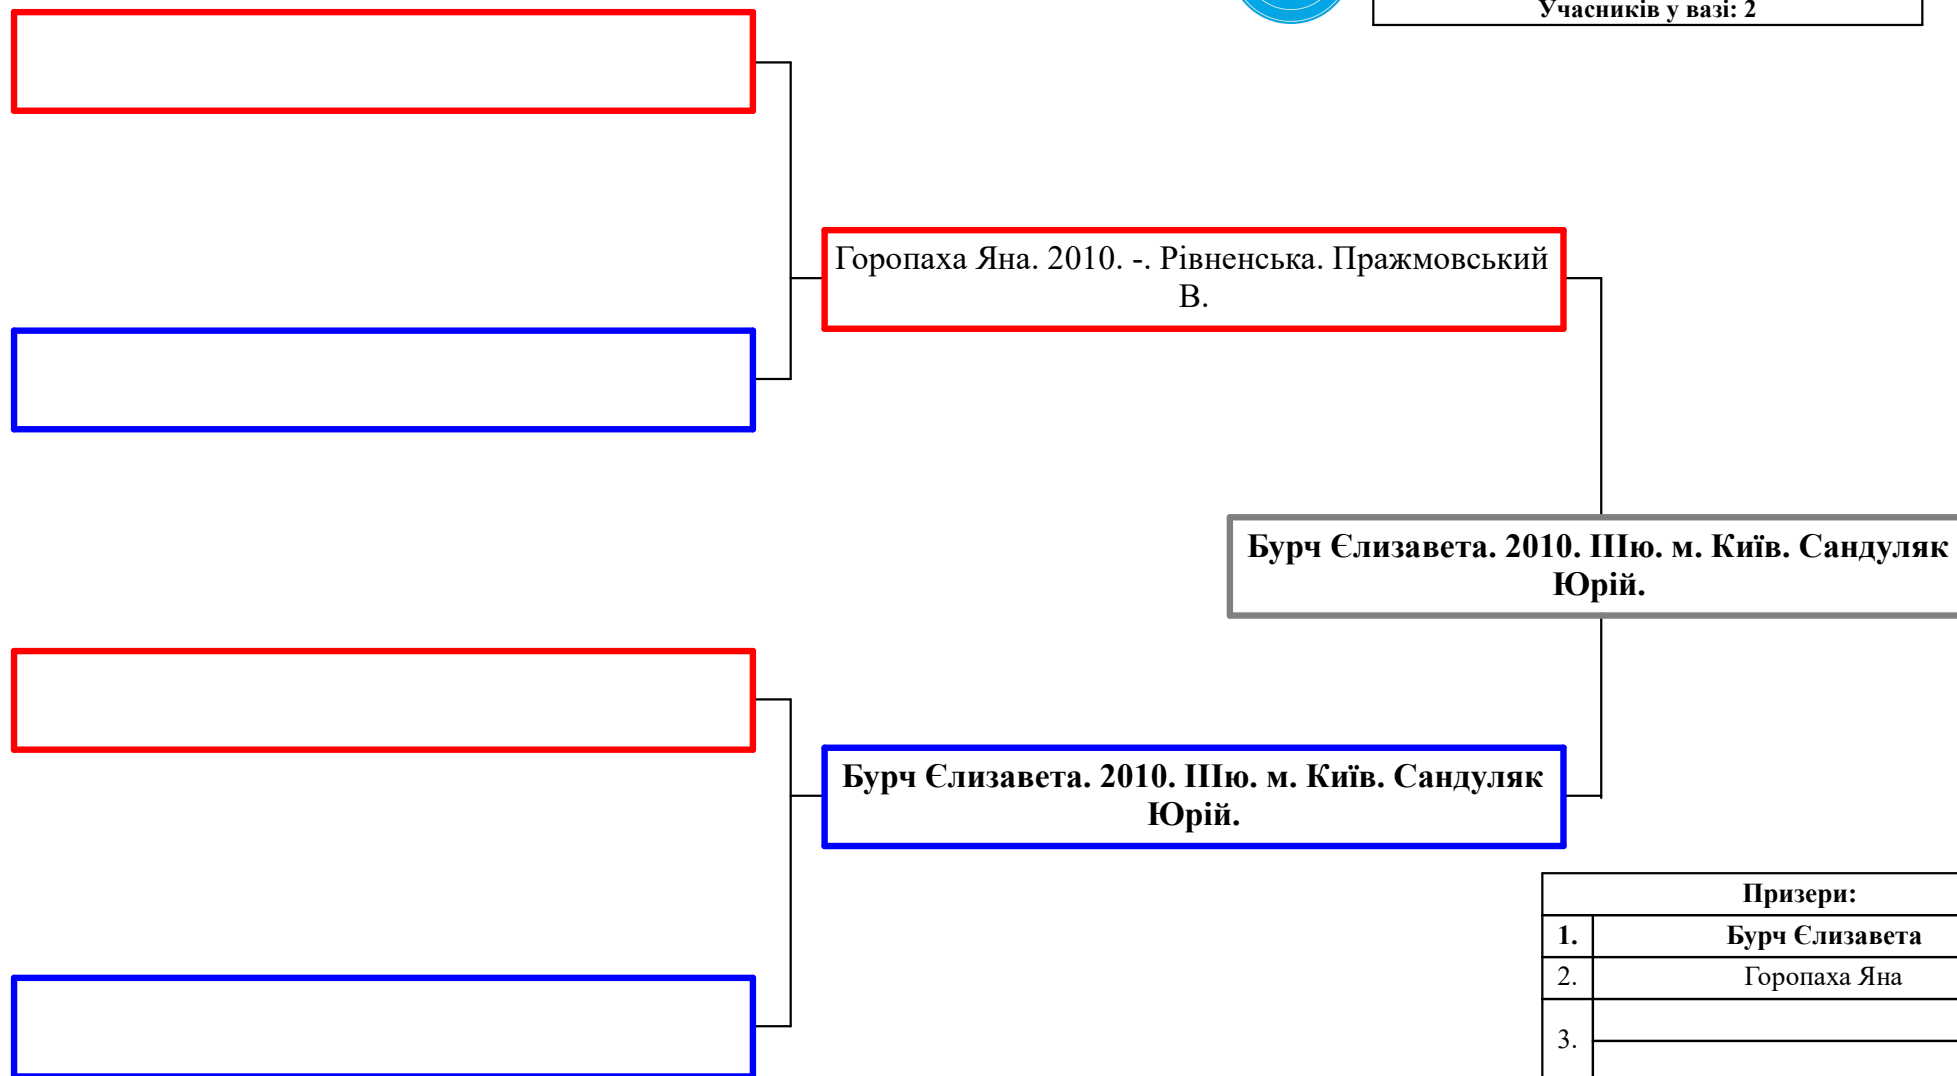 Учасників у вазі: 2
Горопаха Яна. 2010. -. Рівненська. Пражмовський
В.
Бурч Єлизавета. 2010. ІІІю. м. Київ. Сандуляк
Юрій.
Бурч Єлизавета. 2010. ІІІю. м. Київ. Сандуляк
Юрій.
Призери:
1. Бурч Єлизавета
2. Горопаха Яна
3.